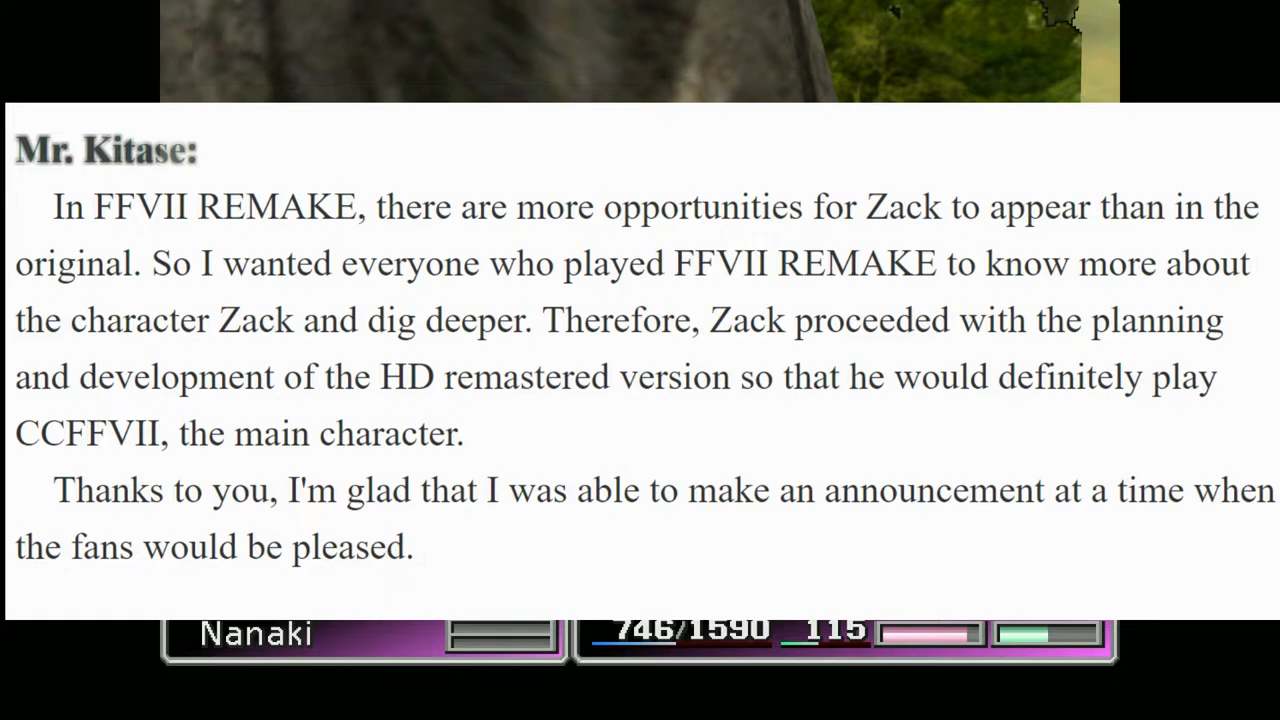 Mr. Kitase:
In FFVII REMAKE, there are more opportunities for Zack to appear than in the
original. So I wanted everyone who played FFVII REMAKE to know more about
the character Zack and dig deeper. Therefore, Zack proceeded with the planning
and development of the HD remastered version so that he would definitely play
CCFFVII, the main character.
Thanks to you, I'm glad that I was able to make an announcement at a time when
the fans would be pleased.
Nanaki 746/1590 115